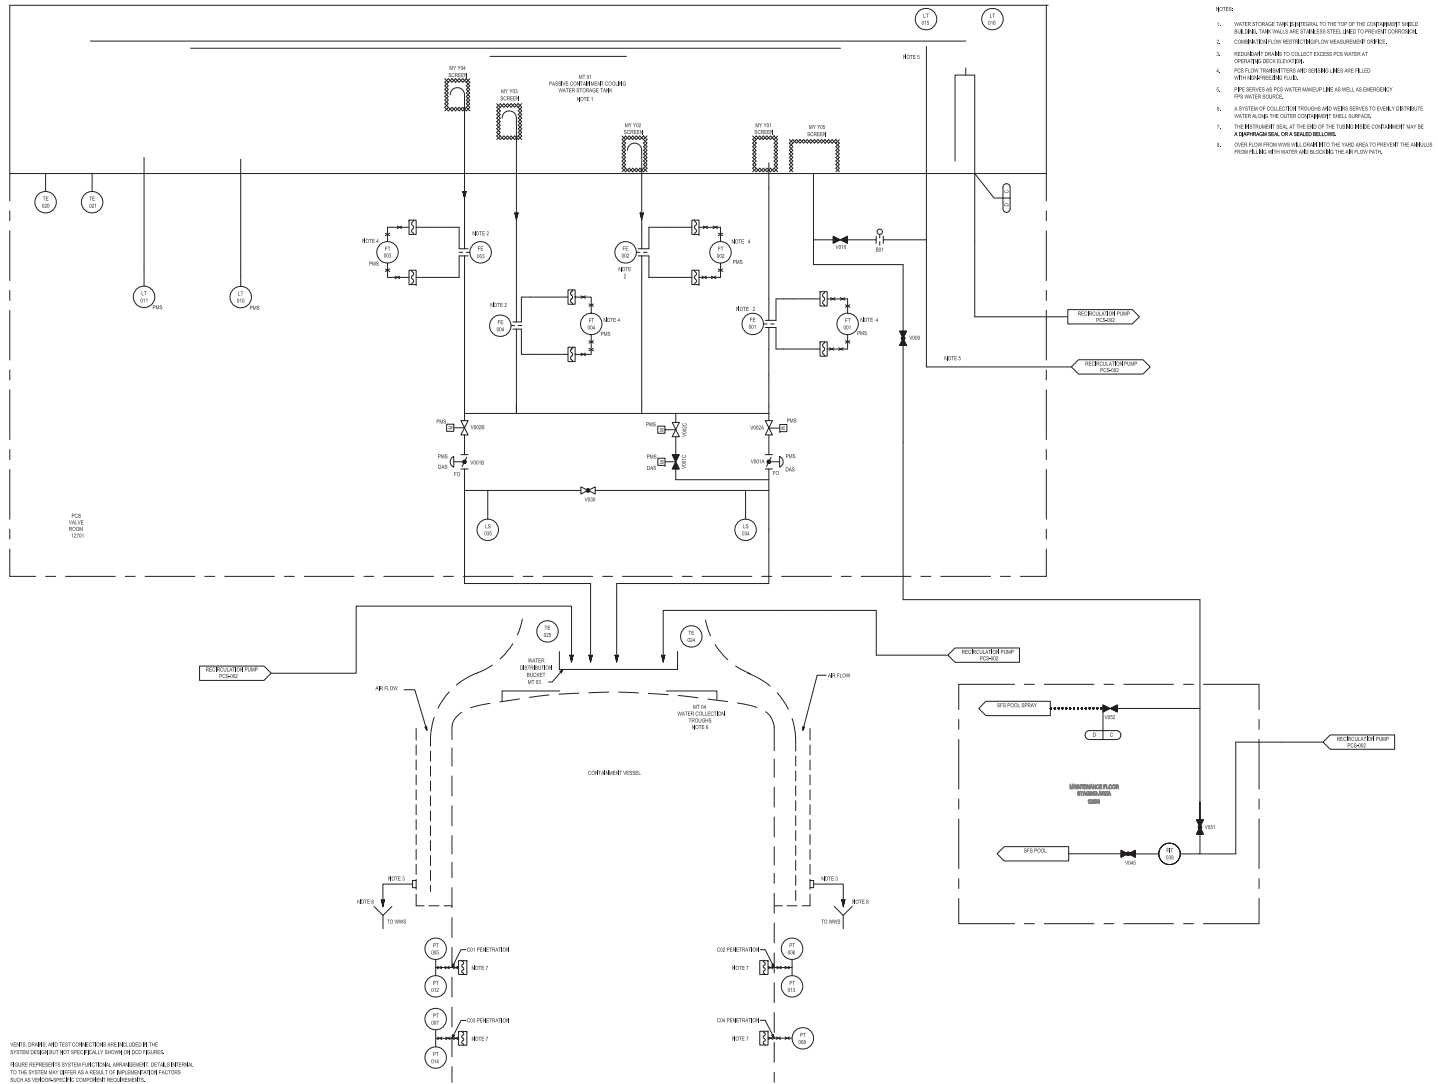 LT
015
LT
016
NOTES:
1. WATER STORAGE TANK IS INTEGRAL TO THE TOP OF THE CONTAINMENT SHIELD
BUILDING. TANK WALLS ARE STAINLESS STEEL LINED TO PREVENT CORROSION.
2. COMBINATION FLOW RESTRICTING/FLOW MEASUREMENT ORIFICE.
3. REDUNDANT DRAINS TO COLLECT EXCESS PCS WATER AT
OPERATING DECK ELEVATION.
4. PCS FLOW TRANSMITTERS AND SENSING LINES ARE FILLED
WITH NON-FREEZING FLUID.
5. PIPE SERVES AS PCS WATER MAKEUP LINE AS WELL AS EMERGENCY
FPS WATER SOURCE.
6. A SYSTEM OF COLLECTION TROUGHS AND WEIRS SERVES TO EVENLY DISTRIBUTE
WATER ALONG THE OUTER CONTAINMENT SHELL SURFACE.
7. THE INSTRUMENT SEAL AT THE END OF THE TUBING INSIDE CONTAINMENT MAY BE
A DIAPHRAGM SEAL OR A SEALED BELLOWS.
8. OVER FLOW FROM WWS WILL DRAIN INTO THE YARD AREA TO PREVENT THE ANNULUS
FROM FILLING WITH WATER AND BLOCKING THE AIR FLOW PATH.
NOTE 5
MY Y04
SCREEN
MY Y03
SCREEN
MT 01
PASSIVE CONTAINMENT COOLING
WATER STORAGE TANK
NOTE 1
MY Y02
SCREEN
MY Y01
SCREEN
MY Y05
SCREEN
TE
020
TE
021
LT
011
PMS
LT
010
PMS
NOTE 4
FT
003
PMS
NOTE 2
FE
003
FE
002
NOTE
2
NOTE 4
FT
002
PMS
V016
B01
NOTE 2
FE
004
FT
004
NOTE 4
PMS
NOTE 2
FE
001
FT
001
NOTE 4
PMS
V009
NOTE 5
RECIRCULATION PUMP
PCS-002
RECIRCULATION PUMP
PCS-002
PMS
M
V002B
PMS
M
V002C
V002A
M
PMS
PMS
DAS
V001B
FO
PMS
DAS
M
V001C
V001A
PMS
DAS
FO
V030
LS
035
LS
034
PCS
VALVE
ROOM
12701
TE
025
TE
024
RECIRCULATION PUMP
PCS-002
RECIRCULATION PUMP
PCS-002
WATER
DISTRIBUTION
BUCKET
MT 03
AIR FLOW
AIR FLOW
MT 04
WATER COLLECTION
TROUGHS
NOTE 6
CONTAINMENT VESSEL
SFS POOL SPRAY
V052
D C
RECIRCULATION PUMP
PCS-002
MAINTENANCE FLOOR
STAGING AREA
V051
SFS POOL
V045
FIT
009
NOTE 3
NOTE 8
TO WWS
NOTE 3
NOTE 8
TO WWS
PT
005
C01 PENETRATION
NOTE 7
PT
012
C02 PENETRATION
NOTE 7
PT
006
PT
013
PT
007
C03 PENETRATION
NOTE 7
PT
014
C04 PENETRATION
NOTE 7
PT
008
VENTS, DRAINS, AND TEST CONNECTIONS ARE INCLUDED IN THE
SYSTEM DESIGN BUT NOT SPECIFICALLY SHOWN ON DCD FIGURES.
FIGURE REPRESENTS SYSTEM FUNCTIONAL ARRANGEMENT. DETAILS INTERNAL
TO THE SYSTEM MAY DIFFER AS A RESULT OF IMPLEMENTATION FACTORS
SUCH AS VENDOR-SPECIFIC COMPONENT REQUIREMENTS.